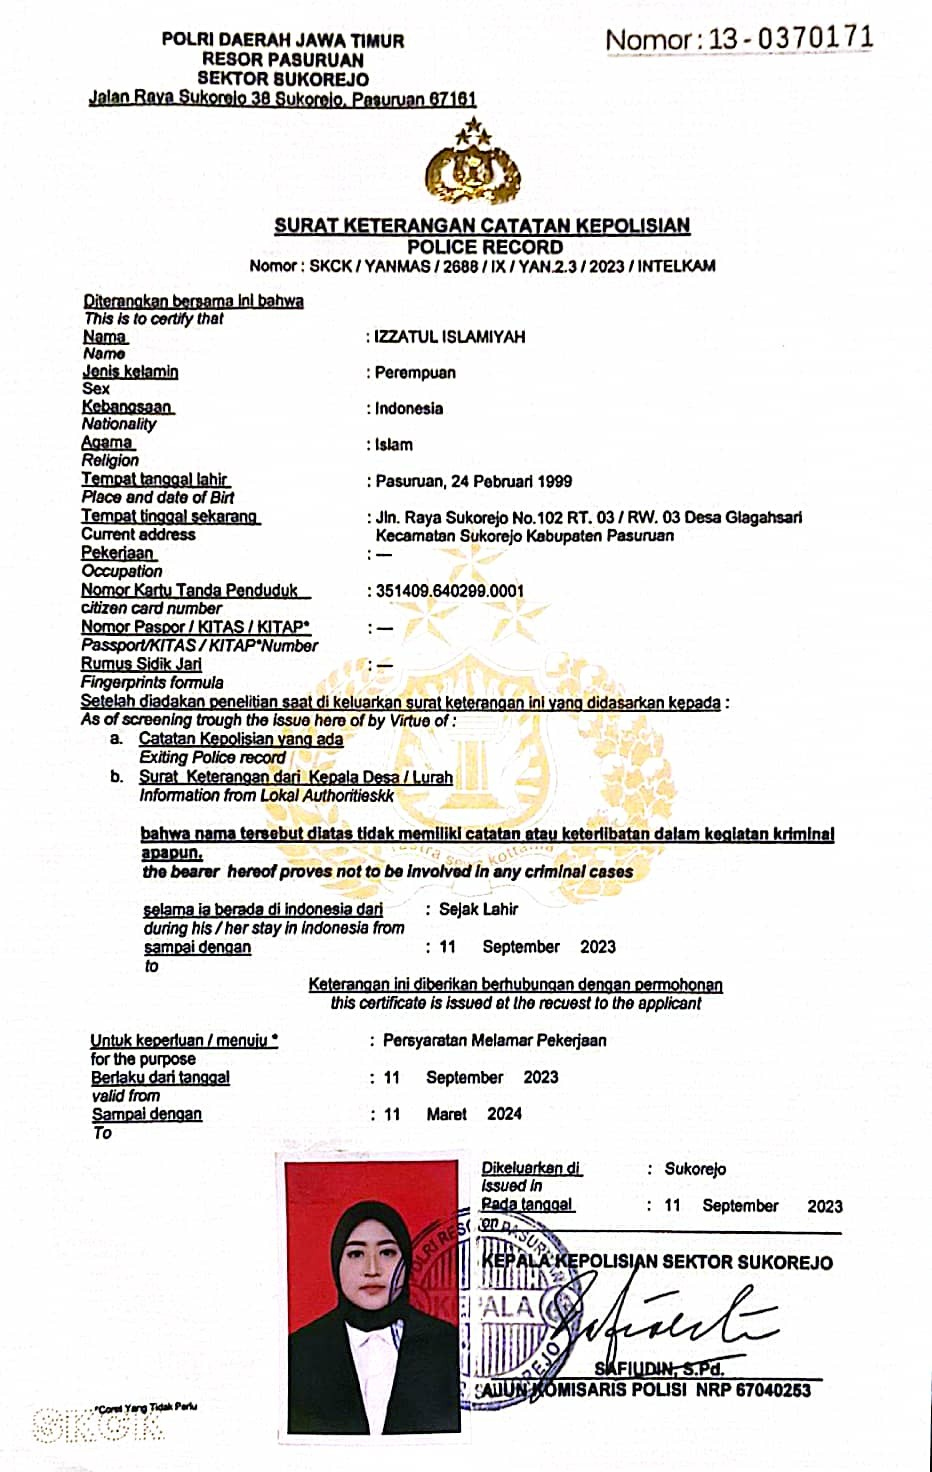 POLRI DAERAH JAWA TIMUR
RESOR PASURUAN
SEKTOR SUKOREJO
Jalan Raya Sukorejo 38 Sukorejo, Pasuruan 67161
Nomor : 13 - 0370171
SURAT KETERANGAN CATATAN KEPOLISIAN
POLICE RECORD
Nomor : SKCK / YANMAS / 2688 / IX / YAN.2.3 / 2023 / INTELKAM
Diterangkan bersama ini bahwa
This is to certify that
Nama : IZZATUL ISLAMIYAH
Name
Jenis kelamin : Perempuan
Sex
Kebangsaan : Indonesia
Nationality
Agama : Islam
Religion
Tempat tanggal lahir : Pasuruan, 24 Pebruari 1999
Place and date of Birt
Tempat tinggal sekarang : Jln. Raya Sukorejo No.102 RT. 03 / RW. 03 Desa Glagahsari
Current address Kecamatan Sukorejo Kabupaten Pasuruan
Pekerjaan : —
Occupation
Nomor Kartu Tanda Penduduk : 351409.640299.0001
citizen card number
Nomor Paspor / KITAS / KITAP* : —
Passport/KITAS / KITAP*Number
Rumus Sidik Jari : —
Fingerprints formula
Setelah diadakan penelitian saat di keluarkan surat keterangan ini yang didasarkan kepada :
As of screening trough the issue here of by Virtue of :
a. Catatan Kepolisian yang ada
Exiting Police record
b. Surat Keterangan dari Kepala Desa / Lurah
Information from Lokal Authoritieskk
bahwa nama tersebut diatas tidak memiliki catatan atau keterlibatan dalam kegiatan kriminal
apapun.
the bearer hereof proves not to be involved in any criminal cases
selama ia berada di indonesia dari : Sejak Lahir
during his / her stay in indonesia from
sampai dengan : 11 September 2023
to
Keterangan ini diberikan berhubungan dengan permohonan
this certificate is issued at the recuest to the applicant
Untuk keperluan / menuju * : Persyaratan Melamar Pekerjaan
for the purpose
Berlaku dari tanggal : 11 September 2023
valid from
Sampai dengan : 11 Maret 2024
To
Dikeluarkan di : Sukorejo
issued in
Pada tanggal : 11 September 2023
on
KEPALA KEPOLISIAN SEKTOR SUKOREJO
KEPALA
SAFIUDIN, S.Pd.
AJUN KOMISARIS POLISI NRP 67040253
*Coret Yang Tidak Perlu
SKCK